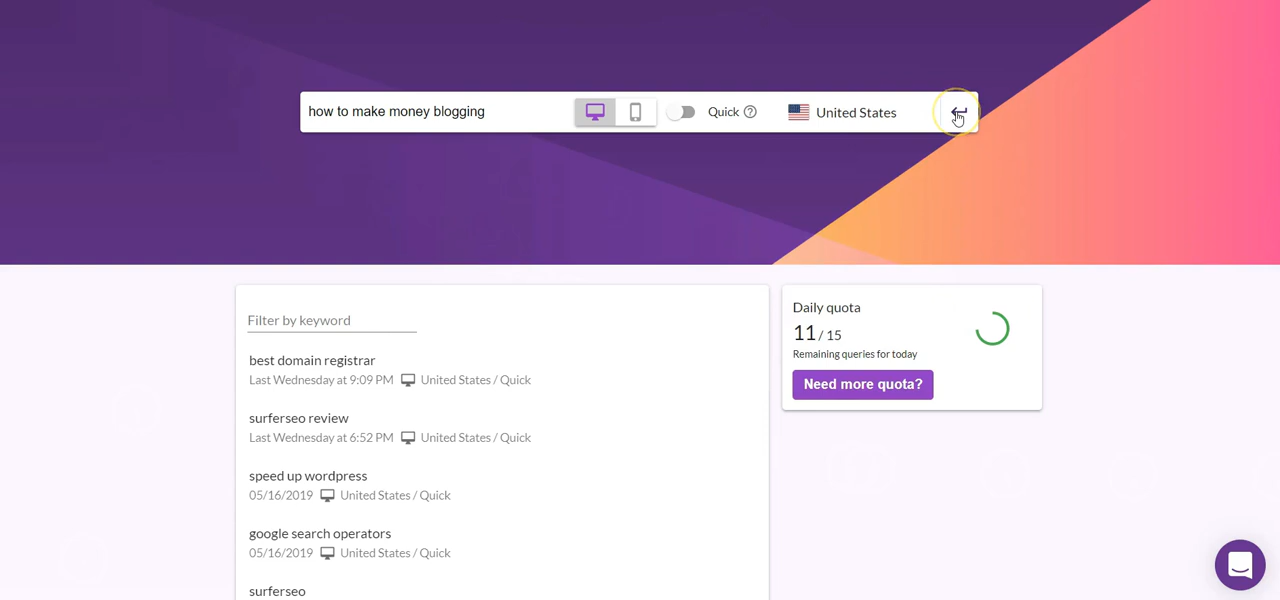 how to make money blogging Quick United States
Filter by keyword
best domain registrar
Last Wednesday at 9:09 PM United States / Quick
surferseo review
Last Wednesday at 6:52 PM United States / Quick
speed up wordpress
05/16/2019 United States / Quick
google search operators
05/16/2019 United States / Quick
surferseo
Daily quota
11 / 15
Remaining queries for today
Need more quota?